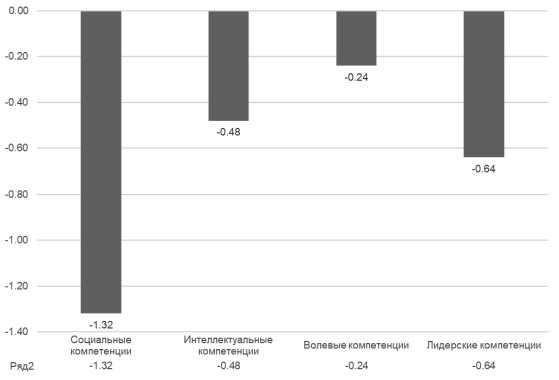 0.00
-0.20
-0.40
-0.60
-0.80
-1.00
-1.20
-1.40
-1.32
-0.48
-0.24
-0.64
Социальные
компетенции
Интеллектуальные
компетенции
Волевые компетенции
Лидерские компетенции
Ряд2 -1.32 -0.48 -0.24 -0.64